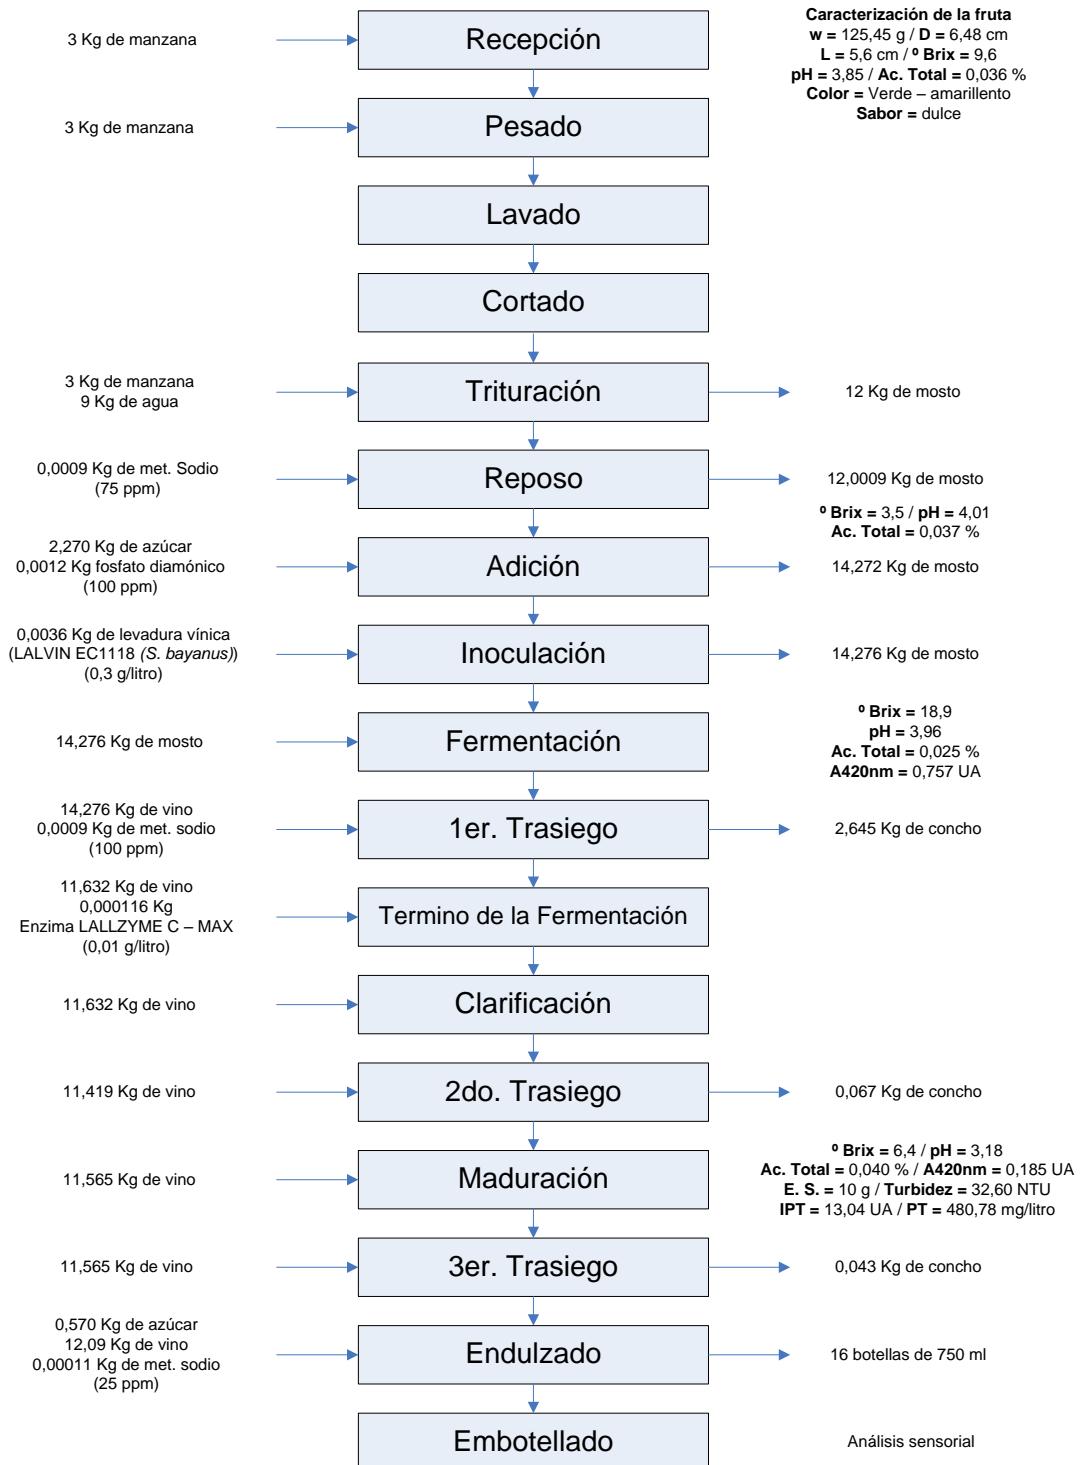 Caracterización de la fruta
w = 125,45 g / D = 6,48 cm
L = 5,6 cm / º Brix = 9,6
pH = 3,85 / Ac. Total = 0,036 %
Color = Verde – amarillento
Sabor = dulce
3 Kg de manzana
Recepción
3 Kg de manzana
Pesado
Lavado
Cortado
3 Kg de manzana
9 Kg de agua
Trituración
12 Kg de mosto
0,0009 Kg de met. Sodio
(75 ppm)
Reposo
12,0009 Kg de mosto
º Brix = 3,5 / pH = 4,01
Ac. Total = 0,037 %
2,270 Kg de azúcar
0,0012 Kg fosfato diamónico
(100 ppm)
Adición
14,272 Kg de mosto
0,0036 Kg de levadura vínica
(LALVIN EC1118 (S. bayanus))
(0,3 g/litro)
Inoculación
14,276 Kg de mosto
14,276 Kg de mosto
Fermentación
º Brix = 18,9
pH = 3,96
Ac. Total = 0,025 %
A420nm = 0,757 UA
14,276 Kg de vino
0,0009 Kg de met. sodio
(100 ppm)
1er. Trasiego
2,645 Kg de concho
11,632 Kg de vino
0,000116 Kg
Enzima LALLZYME C – MAX
(0,01 g/litro)
Termino de la Fermentación
11,632 Kg de vino
Clarificación
11,419 Kg de vino
2do. Trasiego
0,067 Kg de concho
11,565 Kg de vino
Maduración
º Brix = 6,4 / pH = 3,18
Ac. Total = 0,040 % / A420nm = 0,185 UA
E. S. = 10 g / Turbidez = 32,60 NTU
IPT = 13,04 UA / PT = 480,78 mg/litro
11,565 Kg de vino
3er. Trasiego
0,043 Kg de concho
0,570 Kg de azúcar
12,09 Kg de vino
0,00011 Kg de met. sodio
(25 ppm)
Endulzado
16 botellas de 750 ml
Embotellado
Análisis sensorial